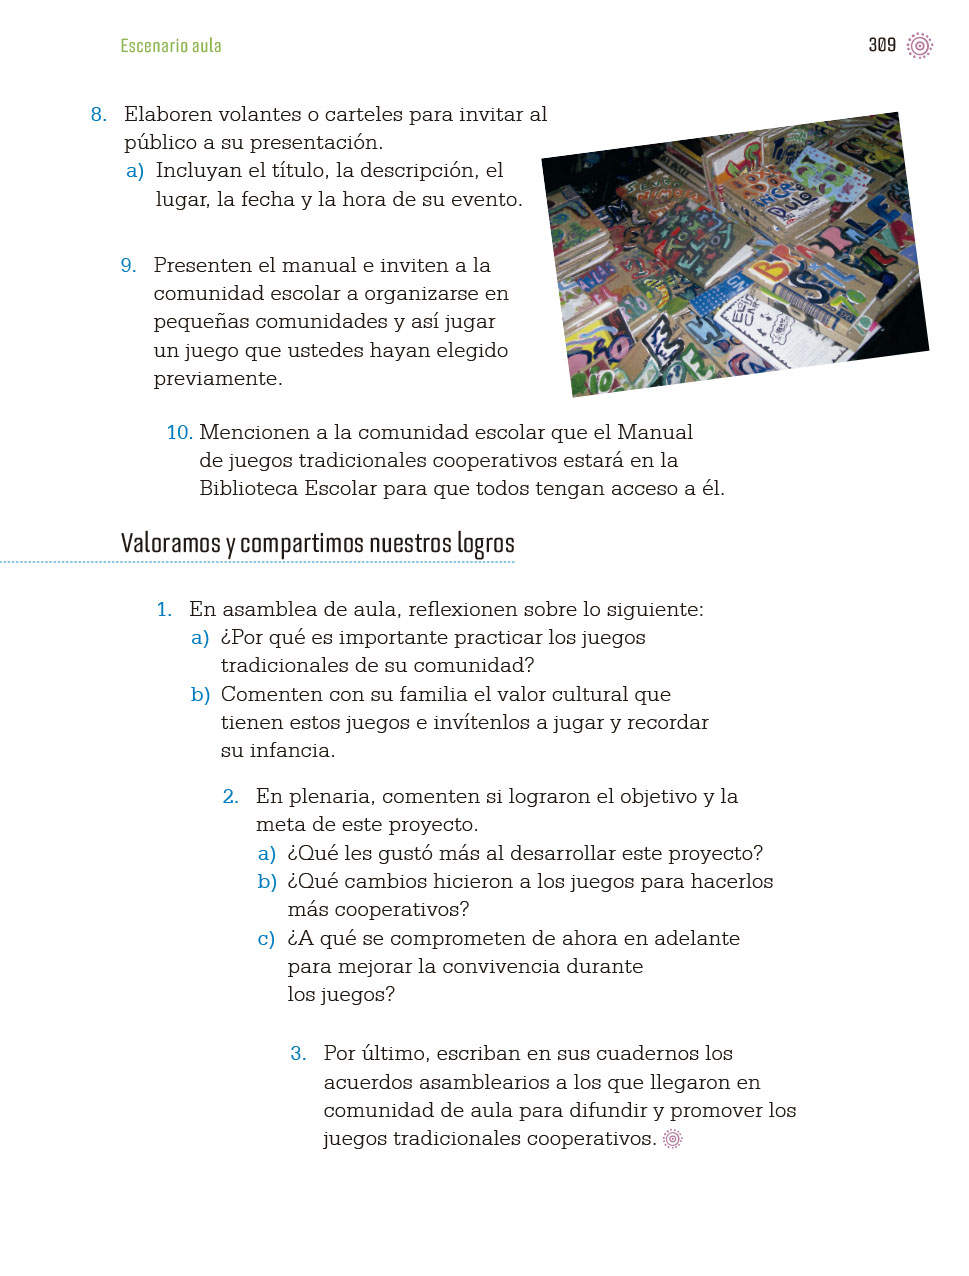 Escenario aula
309
8. Elaboren volantes o carteles para invitar al
público a su presentación.
a) Incluyan el título, la descripción, el
lugar, la fecha y la hora de su evento.
9. Presenten el manual e inviten a la
comunidad escolar a organizarse en
pequeñas comunidades y así jugar
un juego que ustedes hayan elegido
previamente.
10. Mencionen a la comunidad escolar que el Manual
de juegos tradicionales cooperativos estará en la
Biblioteca Escolar para que todos tengan acceso a él.
Valoramos y compartimos nuestros logros
1. En asamblea de aula, reflexionen sobre lo siguiente:
a) ¿Por qué es importante practicar los juegos
tradicionales de su comunidad?
b) Comenten con su familia el valor cultural que
tienen estos juegos e invítenlos a jugar y recordar
su infancia.
2. En plenaria, comenten si lograron el objetivo y la
meta de este proyecto.
a) ¿Qué les gustó más al desarrollar este proyecto?
b) ¿Qué cambios hicieron a los juegos para hacerlos
más cooperativos?
c) ¿A qué se comprometen de ahora en adelante
para mejorar la convivencia durante
los juegos?
3. Por último, escriban en sus cuadernos los
acuerdos asamblearios a los que llegaron en
comunidad de aula para difundir y promover los
juegos tradicionales cooperativos.